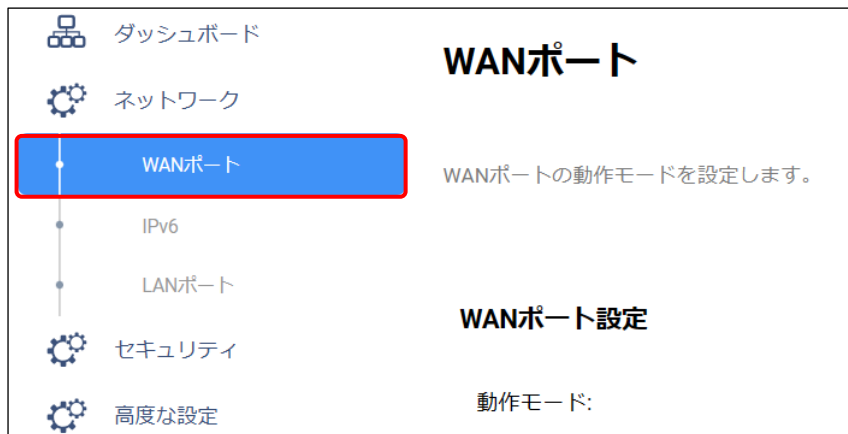 ダッシュボード
ネットワーク
WANポート
IPv6
LANポート
セキュリティ
高度な設定
WANポート
WANポートの動作モードを設定します。
WANポート設定
動作モード: